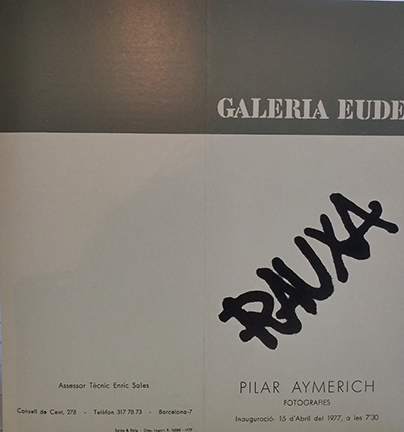 GALERIA EUDE
RAUXA
PILAR AYMERICH
FOTOGRAFIES
Inauguració: 15 d'Abril del 1977, a les 7'30
Assessor Tècnic Enric Sales
Consell de Cent, 278 - Telèfon 317 78 73 - Barcelona-7